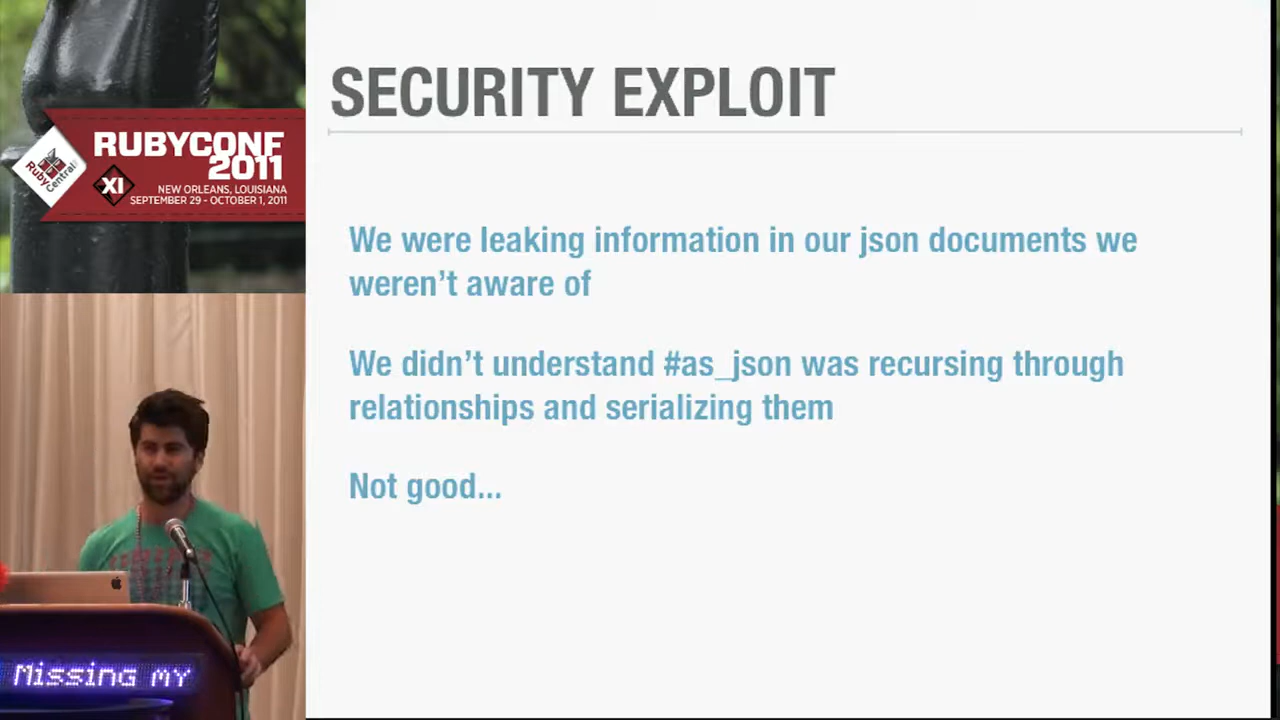 RUBYCONF
2011
RubyCentral
XI
NEW ORLEANS, LOUISIANA
SEPTEMBER 29 - OCTOBER 1, 2011
SECURITY EXPLOIT
We were leaking information in our json documents we
weren’t aware of
We didn’t understand #as_json was recursing through
relationships and serializing them
Not good...
Missing my